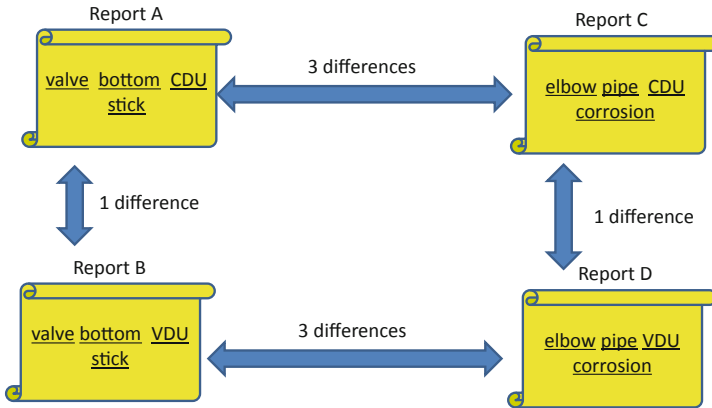 Report A
valve bottom CDU
stick
3 differences
Report C
elbow pipe CDU
corrosion
1 difference
1 difference
Report B
valve bottom VDU
stick
3 differences
Report D
elbow pipe VDU
corrosion